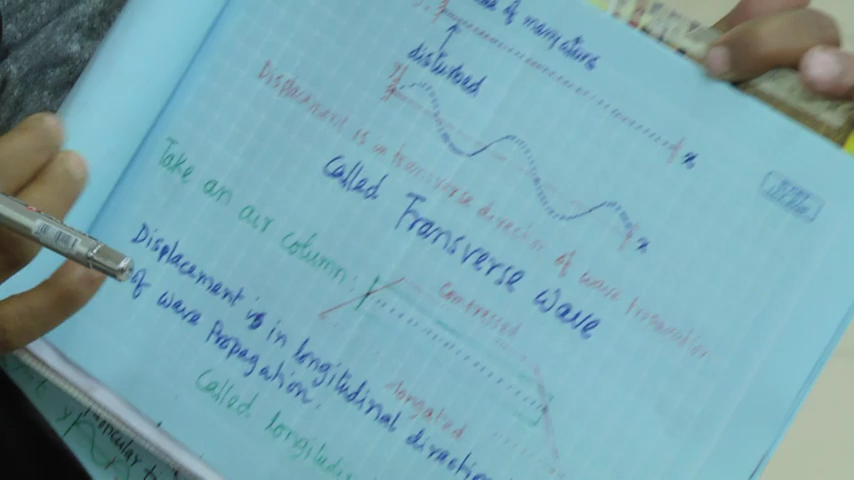 of
disturbed
x
Displacement is in transverse direction of wave propagation
x
Called Transverse Wave
Take an air column:
Compressed
elongated
Displacement is in longitudinal direction
of wave Propagation.
Called longitudi